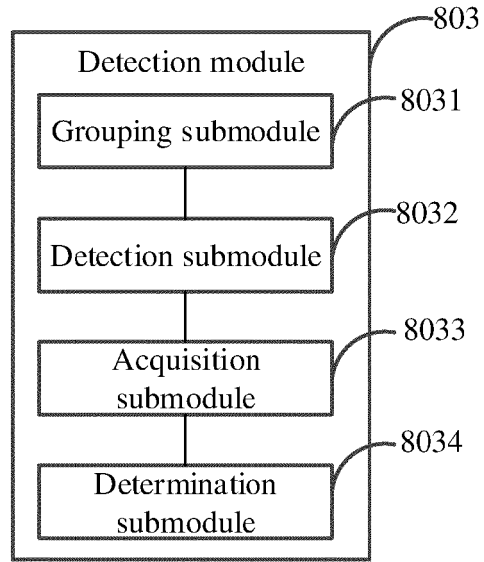 803
Detection module
8031
Grouping submodule
8032
Detection submodule
8033
Acquisition
submodule
8034
Determination
submodule